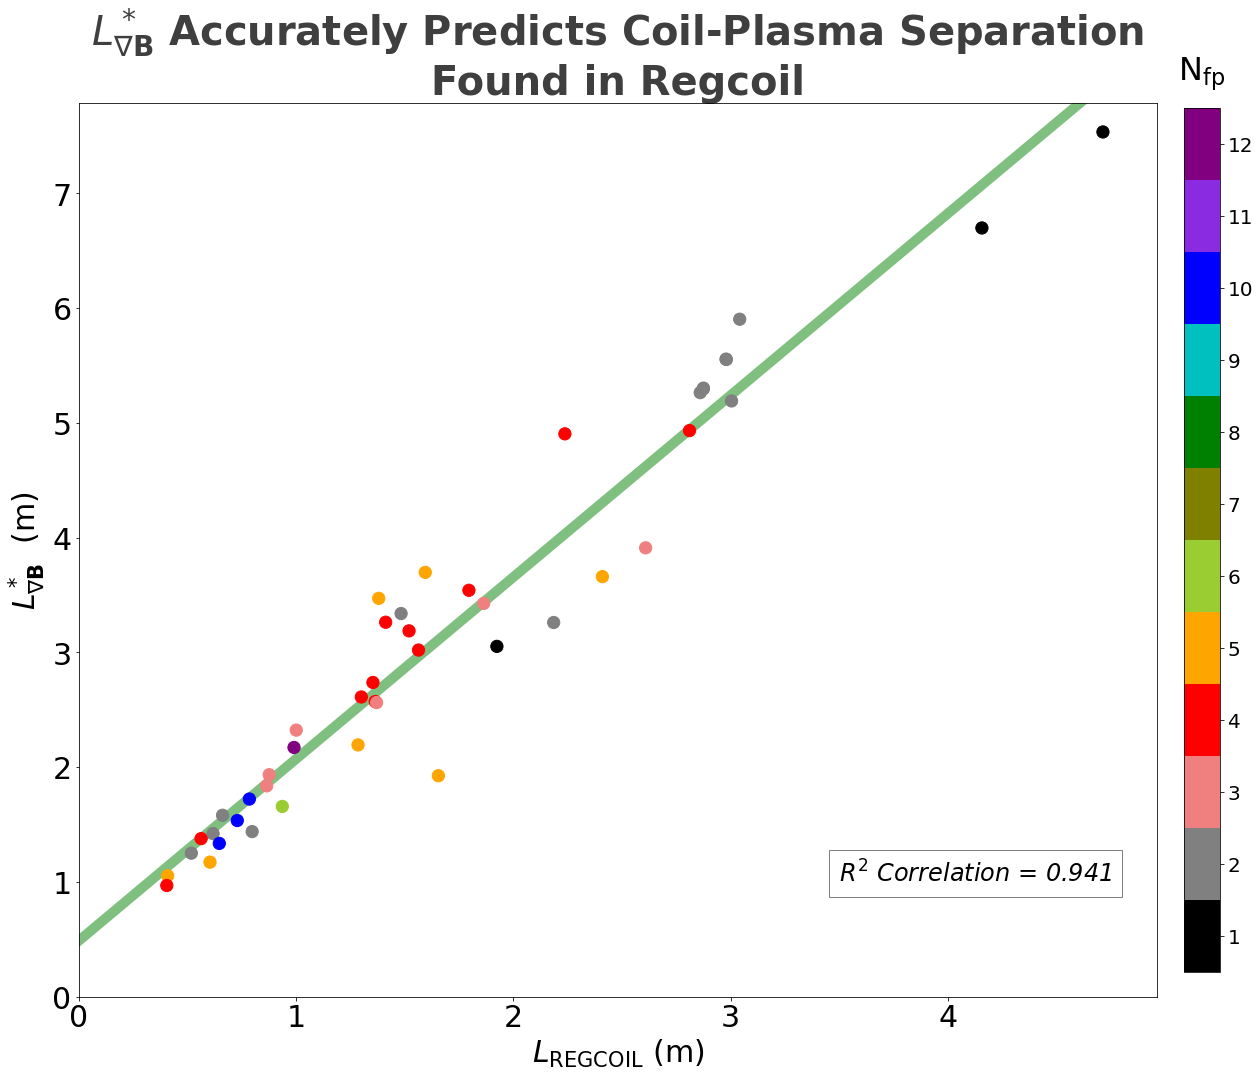 L*∇B Accurately Predicts Coil-Plasma Separation
Found in Regcoil
N_fp
12
11
10
9
8
7
6
5
4
3
2
1
7
6
5
4
3
2
1
0
L*∇B (m)
R² Correlation = 0.941
0 1 2 3 4
L_REGCOIL (m)